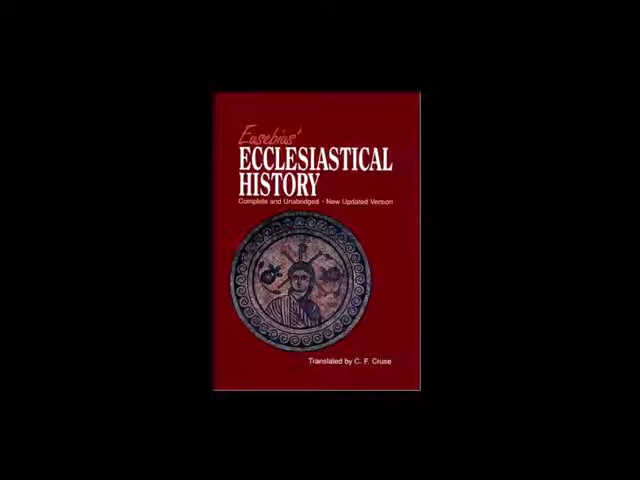 Eusebius'
ECCLESIASTICAL
HISTORY
Complete and Unabridged • New Updated Version
Translated by C. F. Cruse